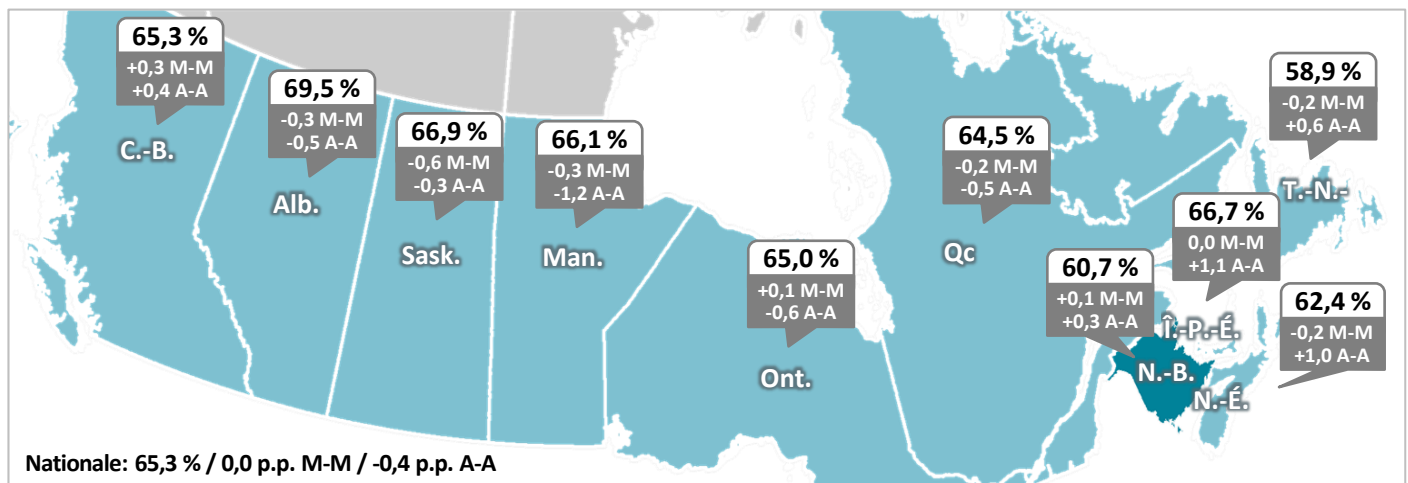 65,3 %
+0,3 M-M
+0,4 A-A
C.-B.
69,5 %
-0,3 M-M
-0,5 A-A
Alb.
66,9 %
-0,6 M-M
-0,3 A-A
Sask.
66,1 %
-0,3 M-M
-1,2 A-A
Man.
65,0 %
+0,1 M-M
-0,6 A-A
Ont.
64,5 %
-0,2 M-M
-0,5 A-A
Qc
58,9 %
-0,2 M-M
+0,6 A-A
T.-N.-
66,7 %
0,0 M-M
+1,1 A-A
Î.-P.-É.
60,7 %
+0,1 M-M
+0,3 A-A
N.-B.
62,4 %
-0,2 M-M
+1,0 A-A
N.-É.
Nationale: 65,3 % / 0,0 p.p. M-M / -0,4 p.p. A-A